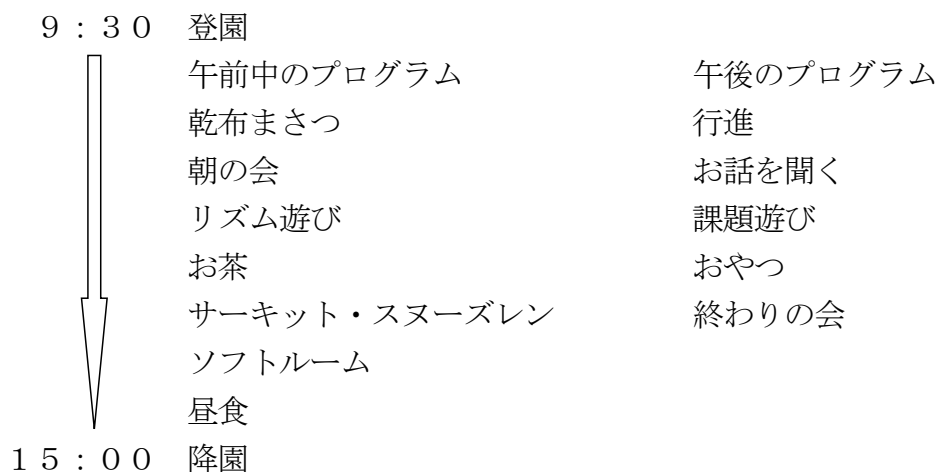 ９：３０ 登園
午前中のプログラム 午後のプログラム
乾布まさつ 行進
朝の会 お話を聞く
リズム遊び 課題遊び
お茶 おやつ
サーキット・スヌーズレン 終わりの会
ソフトルーム
昼食
１５：００ 降園